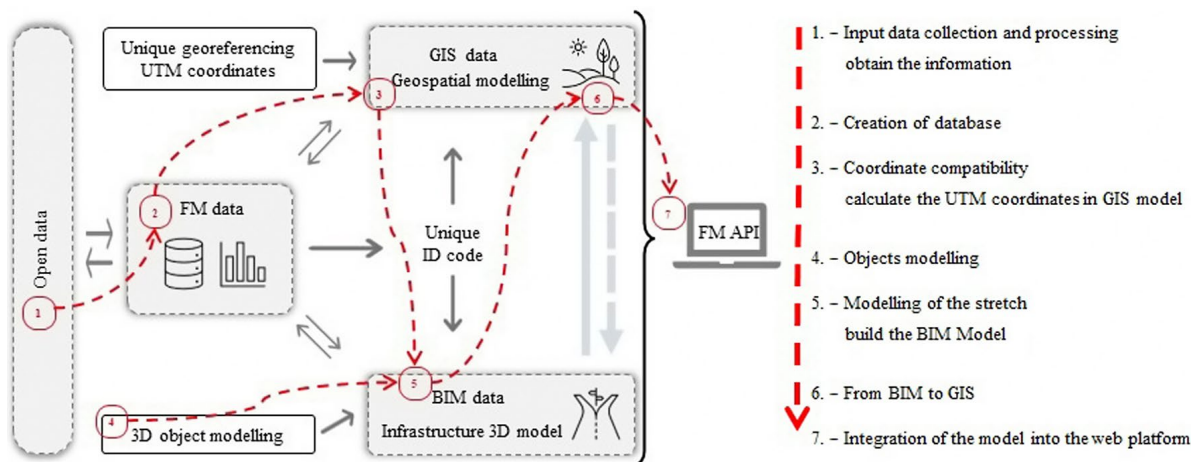 Unique georeferencing
UTM coordinates
GIS data
Geospatial modelling
3
6
Open data
1
2
FM data
Unique
ID code
7
FM API
5
BIM data
Infrastructure 3D model
4
3D object modelling
1. – Input data collection and processing
obtain the information
2. – Creation of database
3. – Coordinate compatibility
calculate the UTM coordinates in GIS model
4. – Objects modelling
5. – Modelling of the stretch
build the BIM Model
6. – From BIM to GIS
7. – Integration of the model into the web platform